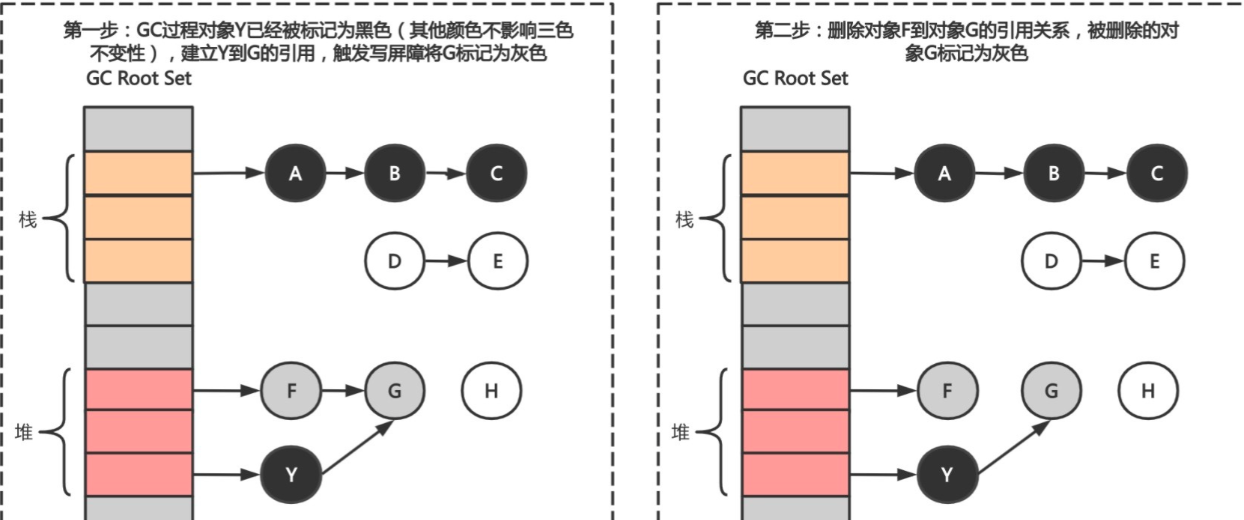 第一步：GC过程对象Y已经被标记为黑色（其他颜色不影响三色
不变性），建立Y到G的引用，触发写屏障将G标记为灰色
GC Root Set
栈
A
B
C
D
E
堆
F
G
H
Y
第二步：删除对象F到对象G的引用关系，被删除的对
象G标记为灰色
GC Root Set
栈
A
B
C
D
E
堆
F
G
H
Y